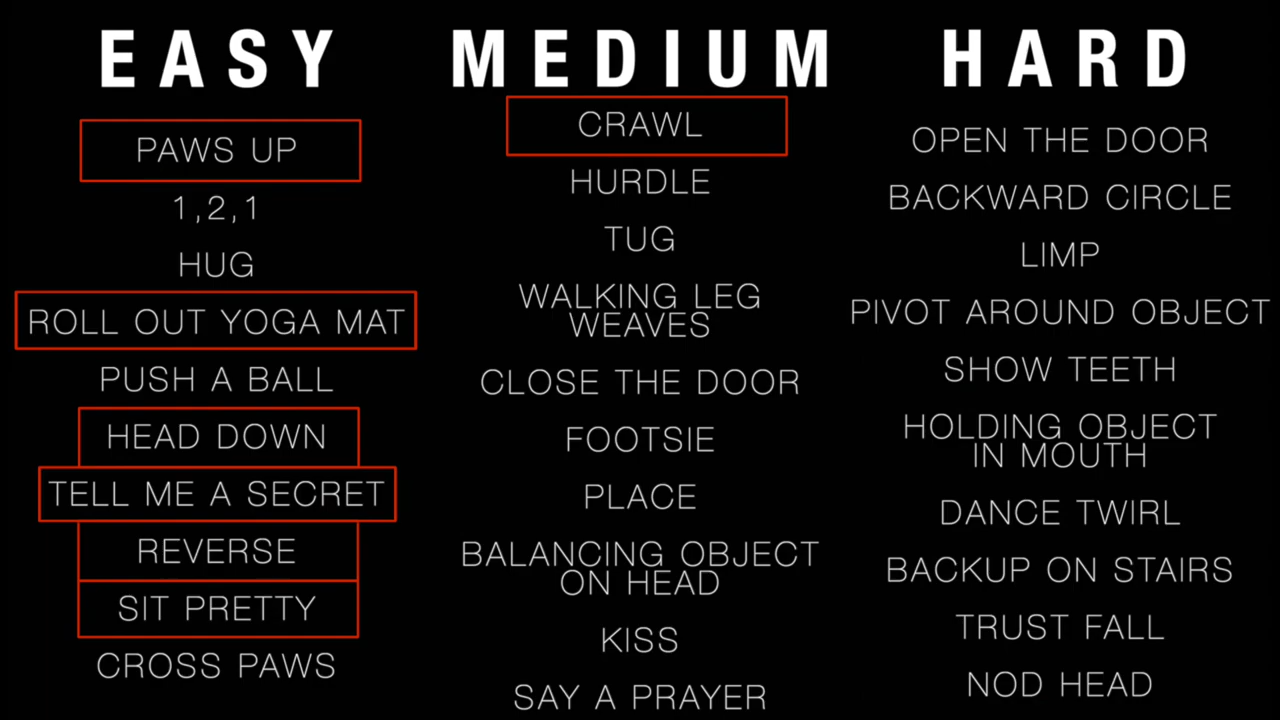 EASY
PAWS UP
1,2,1
HUG
ROLL OUT YOGA MAT
PUSH A BALL
HEAD DOWN
TELL ME A SECRET
REVERSE
SIT PRETTY
CROSS PAWS
MEDIUM
CRAWL
HURDLE
TUG
WALKING LEG
WEAVES
CLOSE THE DOOR
FOOTSIE
PLACE
BALANCING OBJECT
ON HEAD
KISS
SAY A PRAYER
HARD
OPEN THE DOOR
BACKWARD CIRCLE
LIMP
PIVOT AROUND OBJECT
SHOW TEETH
HOLDING OBJECT
IN MOUTH
DANCE TWIRL
BACKUP ON STAIRS
TRUST FALL
NOD HEAD